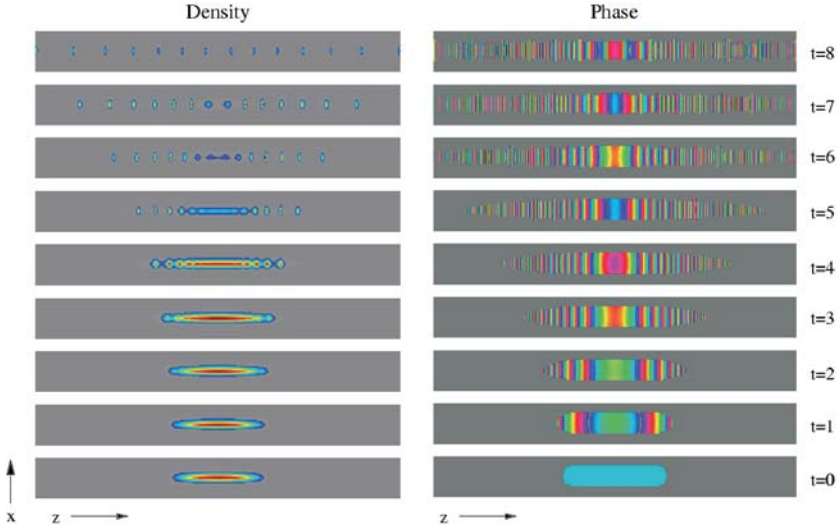 Density Phase
t=8
t=7
t=6
t=5
t=4
t=3
t=2
t=1
t=0
x z z